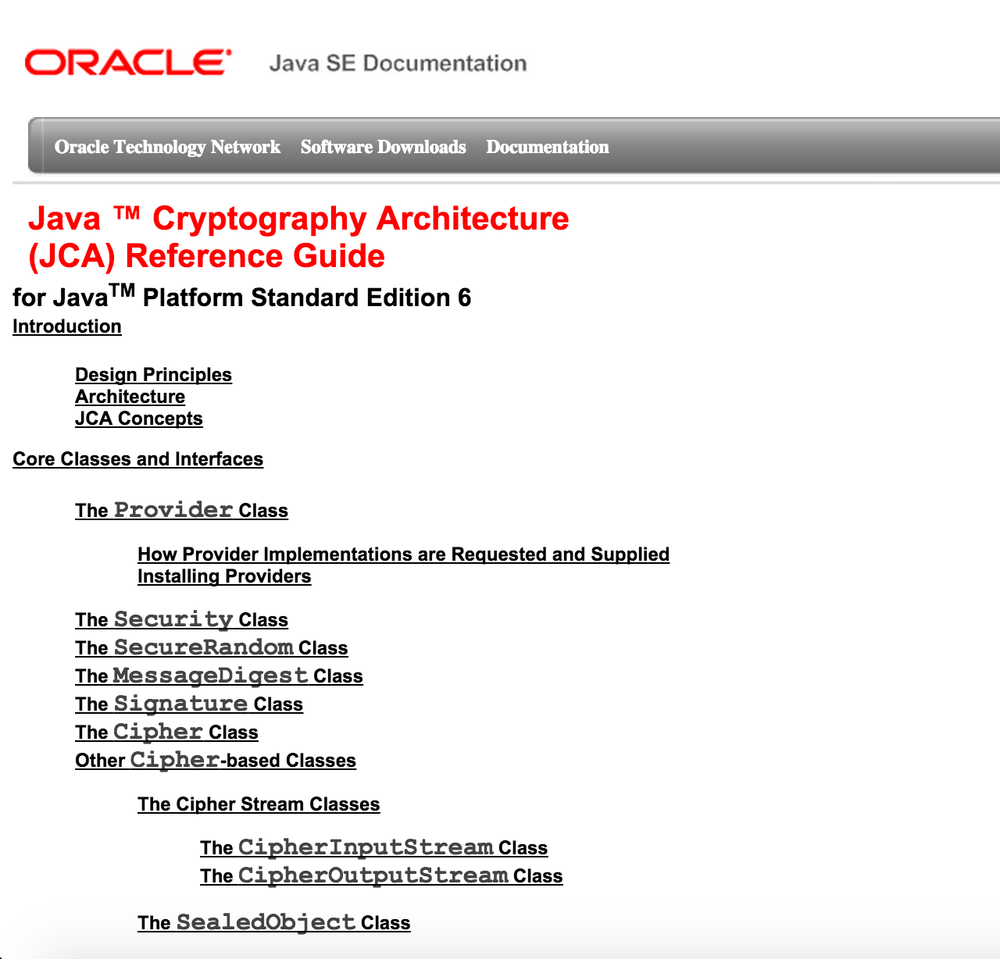 ORACLE Java SE Documentation
Oracle Technology Network Software Downloads Documentation
Java ™ Cryptography Architecture
(JCA) Reference Guide
for Java™ Platform Standard Edition 6
Introduction
Design Principles
Architecture
JCA Concepts
Core Classes and Interfaces
The Provider Class
How Provider Implementations are Requested and Supplied
Installing Providers
The Security Class
The SecureRandom Class
The MessageDigest Class
The Signature Class
The Cipher Class
Other Cipher-based Classes
The Cipher Stream Classes
The CipherInputStream Class
The CipherOutputStream Class
The SealedObject Class